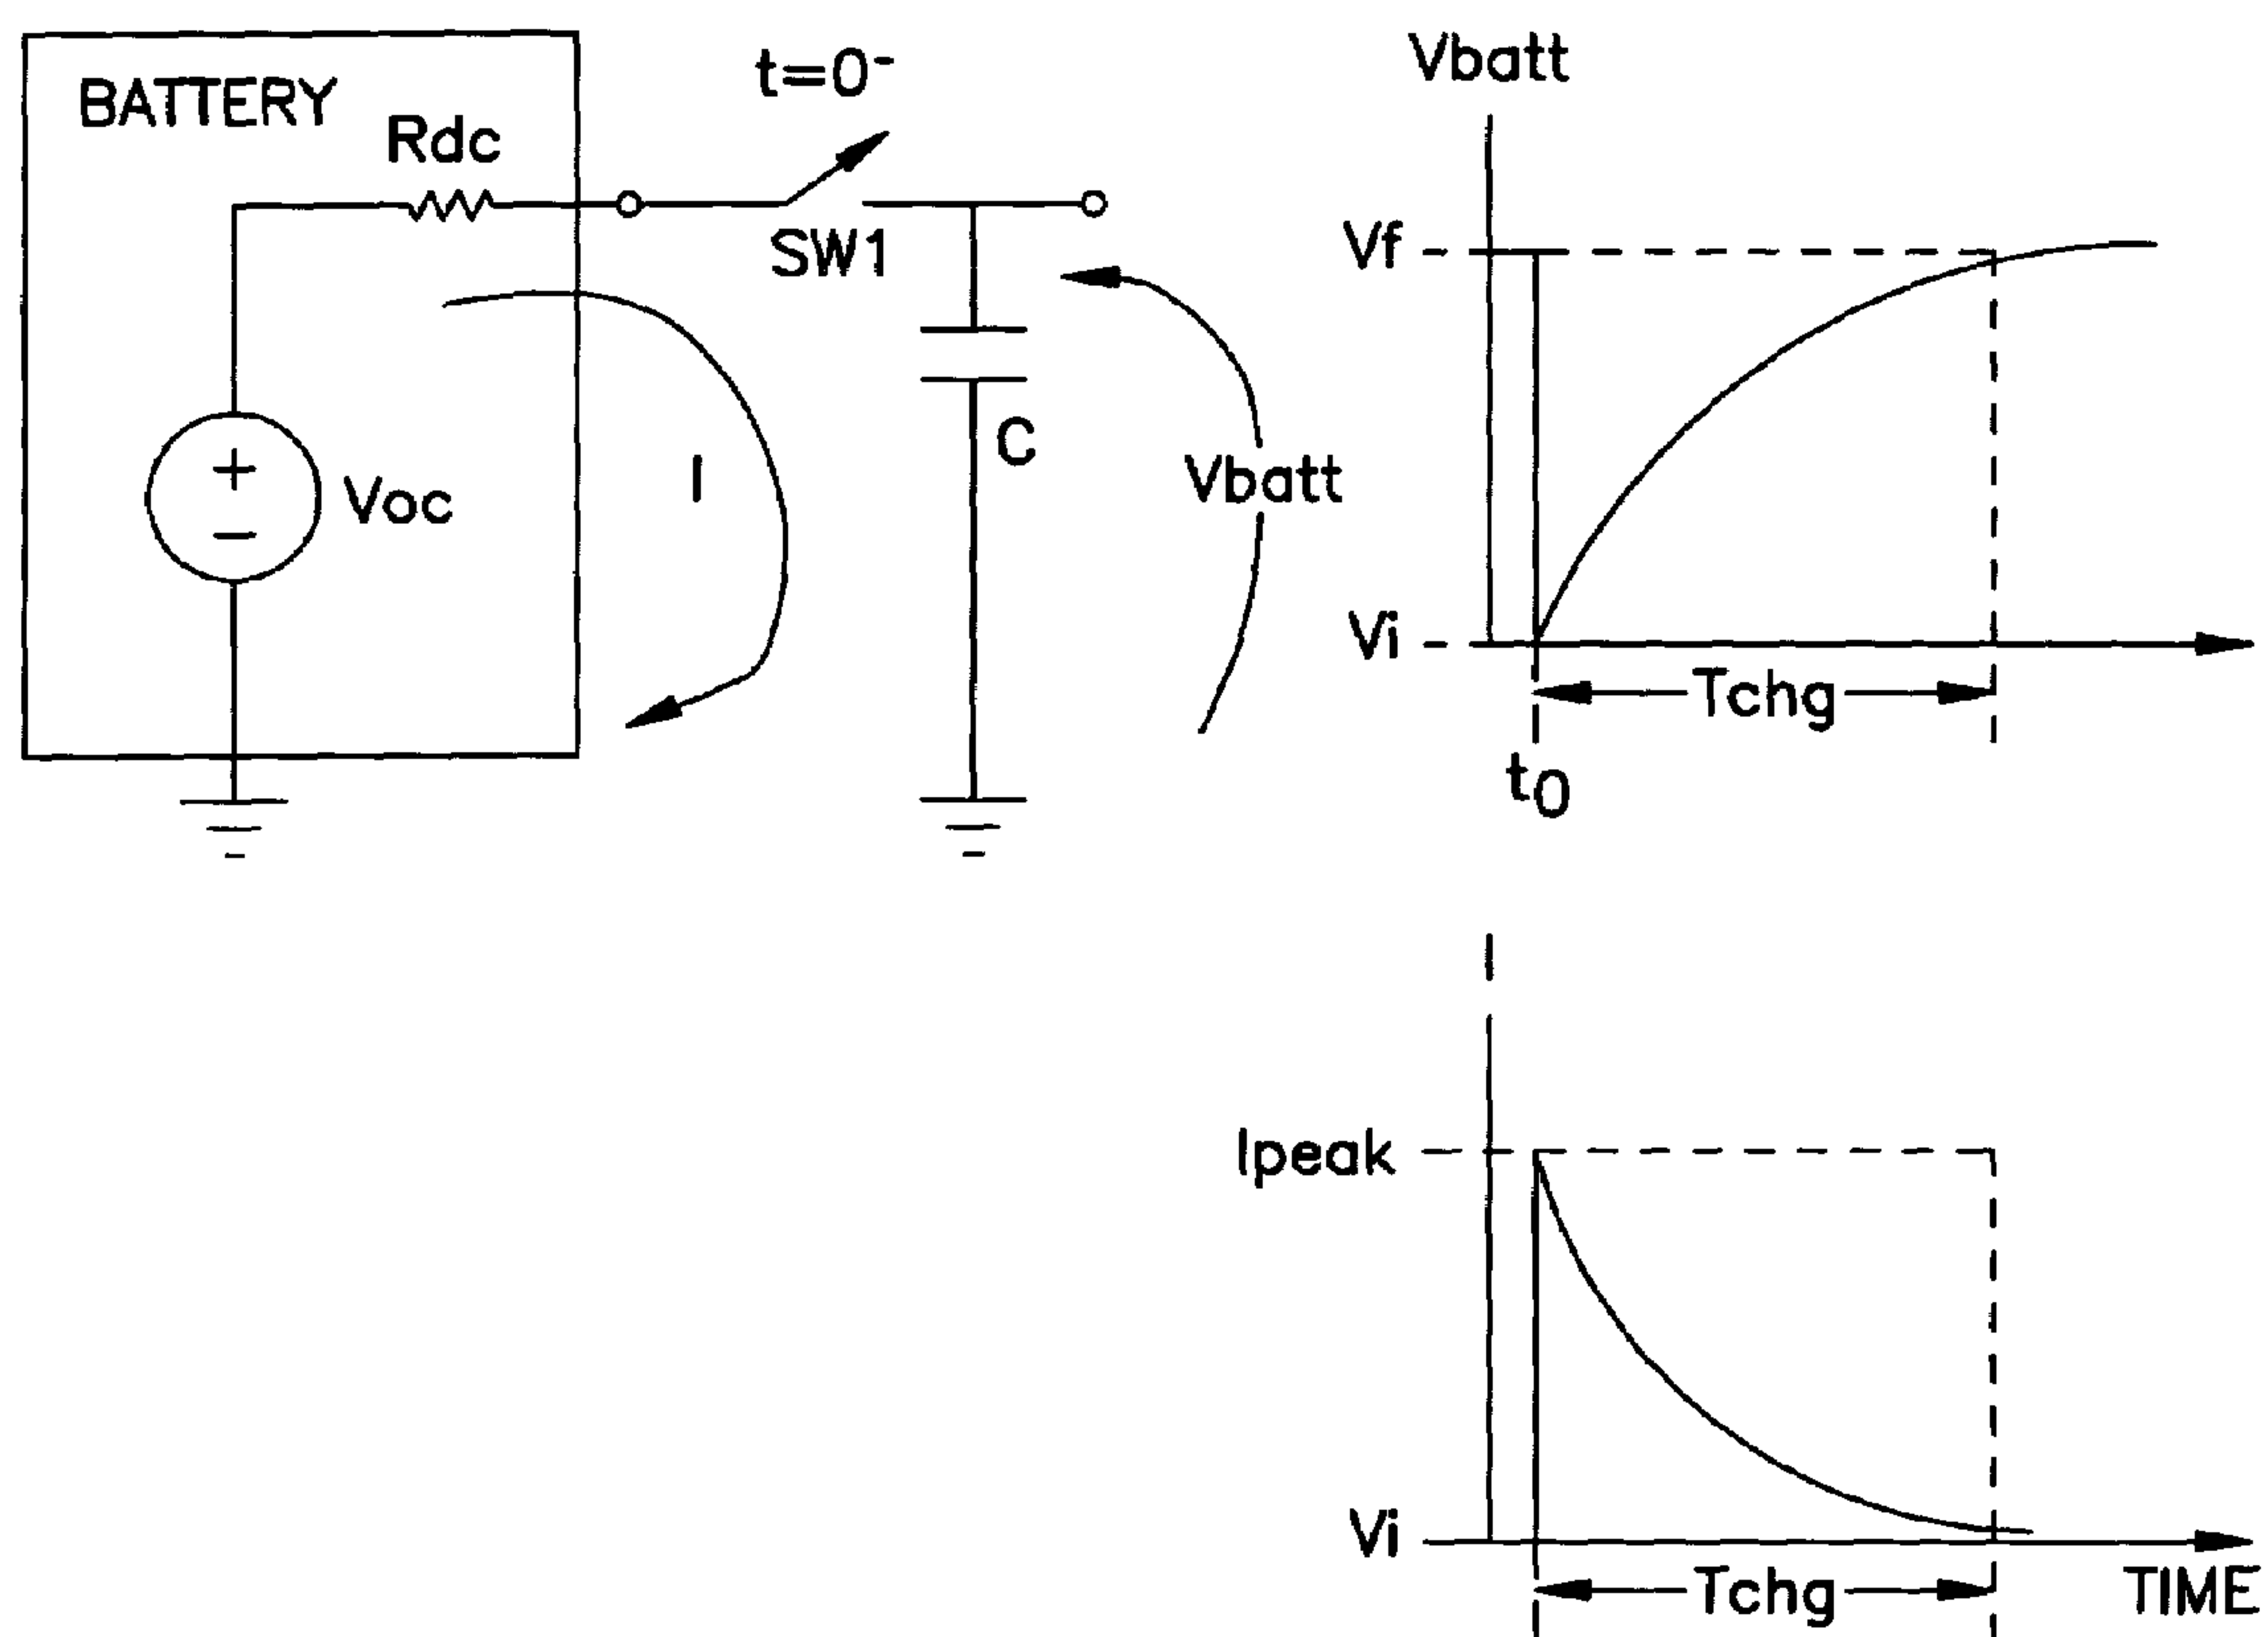 BATTERY
Rdc
t=0⁻
SW1
Voc
I
C
Vbatt
Vbatt
Vf
Vi
Tchg
t0
Ipeak
Vi
Tchg
TIME